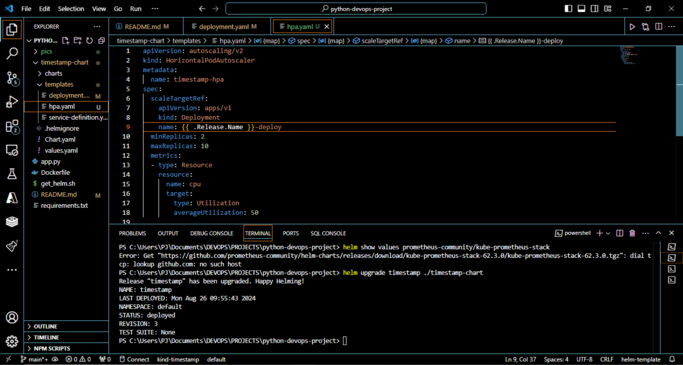 File Edit Selection View Go Run ...
python-devops-project
EXPLORER
PYTHO...
pics
timestamp-chart
charts
templates
deployment.... M
hpa.yaml U
service-definition.y...
.helmignore
Chart.yaml
values.yaml
app.py
Dockerfile
get_helm.sh
README.md M
requirements.txt
OUTLINE
TIMELINE
NPM SCRIPTS
README.md M deployment.yaml M hpa.yaml U
timestamp-chart > templates > hpa.yaml > {} (map) > spec > {} (map) > scaleTargetRef > {} (map) > name > {{ .Release.Name }}-deploy
1 apiVersion: autoscaling/v2
2 kind: HorizontalPodAutoscaler
3 metadata:
4 name: timestamp-hpa
5 spec:
6 scaleTargetRef:
7 apiVersion: apps/v1
8 kind: Deployment
9 name: {{ .Release.Name }}-deploy
10 minReplicas: 2
11 maxReplicas: 10
12 metrics:
13 - type: Resource
14 resource:
15 name: cpu
16 target:
17 type: Utilization
18 averageUtilization: 50
19
PROBLEMS OUTPUT DEBUG CONSOLE TERMINAL PORTS SQL CONSOLE
powershell
PS C:\Users\PJ\Documents\DEVOPS\PROJECTS\python-devops-project> helm show values prometheus-community/kube-prometheus-stack
Error: Get "https://github.com/prometheus-community/helm-charts/releases/download/kube-prometheus-stack-62.3.0/kube-prometheus-stack-62.3.0.tgz": dial t
cp: lookup github.com: no such host
PS C:\Users\PJ\Documents\DEVOPS\PROJECTS\python-devops-project> helm upgrade timestamp ./timestamp-chart
Release "timestamp" has been upgraded. Happy Helming!
NAME: timestamp
LAST DEPLOYED: Mon Aug 26 09:55:43 2024
NAMESPACE: default
STATUS: deployed
REVISION: 3
TEST SUITE: None
PS C:\Users\PJ\Documents\DEVOPS\PROJECTS\python-devops-project>
main*+ 0 0 0 Connect kind-timestamp default Ln 9, Col 37 Spaces: 4 UTF-8 CRLF helm-template